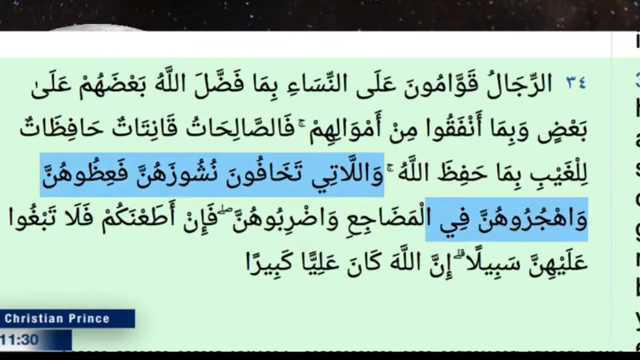 ٣٤ الرِّجَالُ قَوَّامُونَ عَلَى النِّسَاءِ بِمَا فَضَّلَ اللَّهُ بَعْضَهُمْ عَلَىٰ
بَعْضٍ وَبِمَا أَنْفَقُوا مِنْ أَمْوَالِهِمْ ۚ فَالصَّالِحَاتُ قَانِتَاتٌ حَافِظَاتٌ
لِلْغَيْبِ بِمَا حَفِظَ اللَّهُ ۚ وَاللَّاتِي تَخَافُونَ نُشُوزَهُنَّ فَعِظُوهُنَّ
وَاهْجُرُوهُنَّ فِي الْمَضَاجِعِ وَاضْرِبُوهُنَّ ۖ فَإِنْ أَطَعْنَكُمْ فَلَا تَبْغُوا
عَلَيْهِنَّ سَبِيلًا ۗ إِنَّ اللَّهَ كَانَ عَلِيًّا كَبِيرًا
Christian Prince
11:30